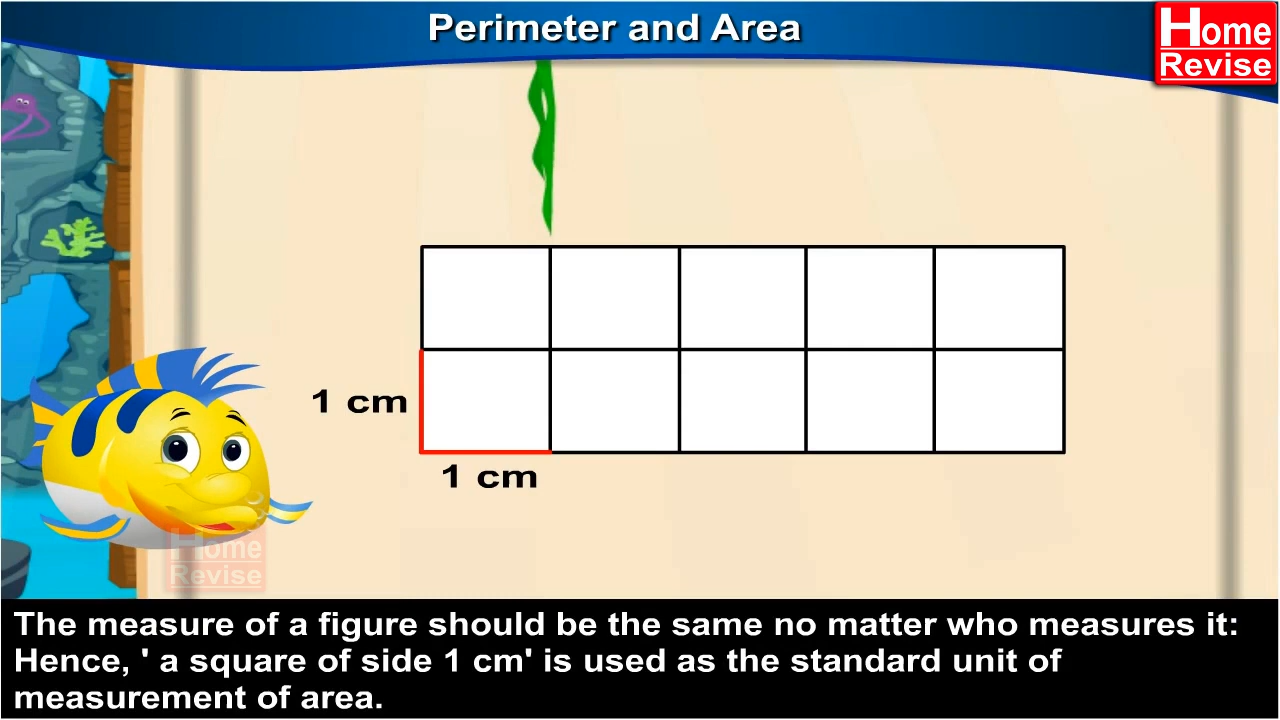 Perimeter and Area
Home
Revise
1 cm
1 cm
Home
Revise
The measure of a figure should be the same no matter who measures it:
Hence, ' a square of side 1 cm' is used as the standard unit of
measurement of area.